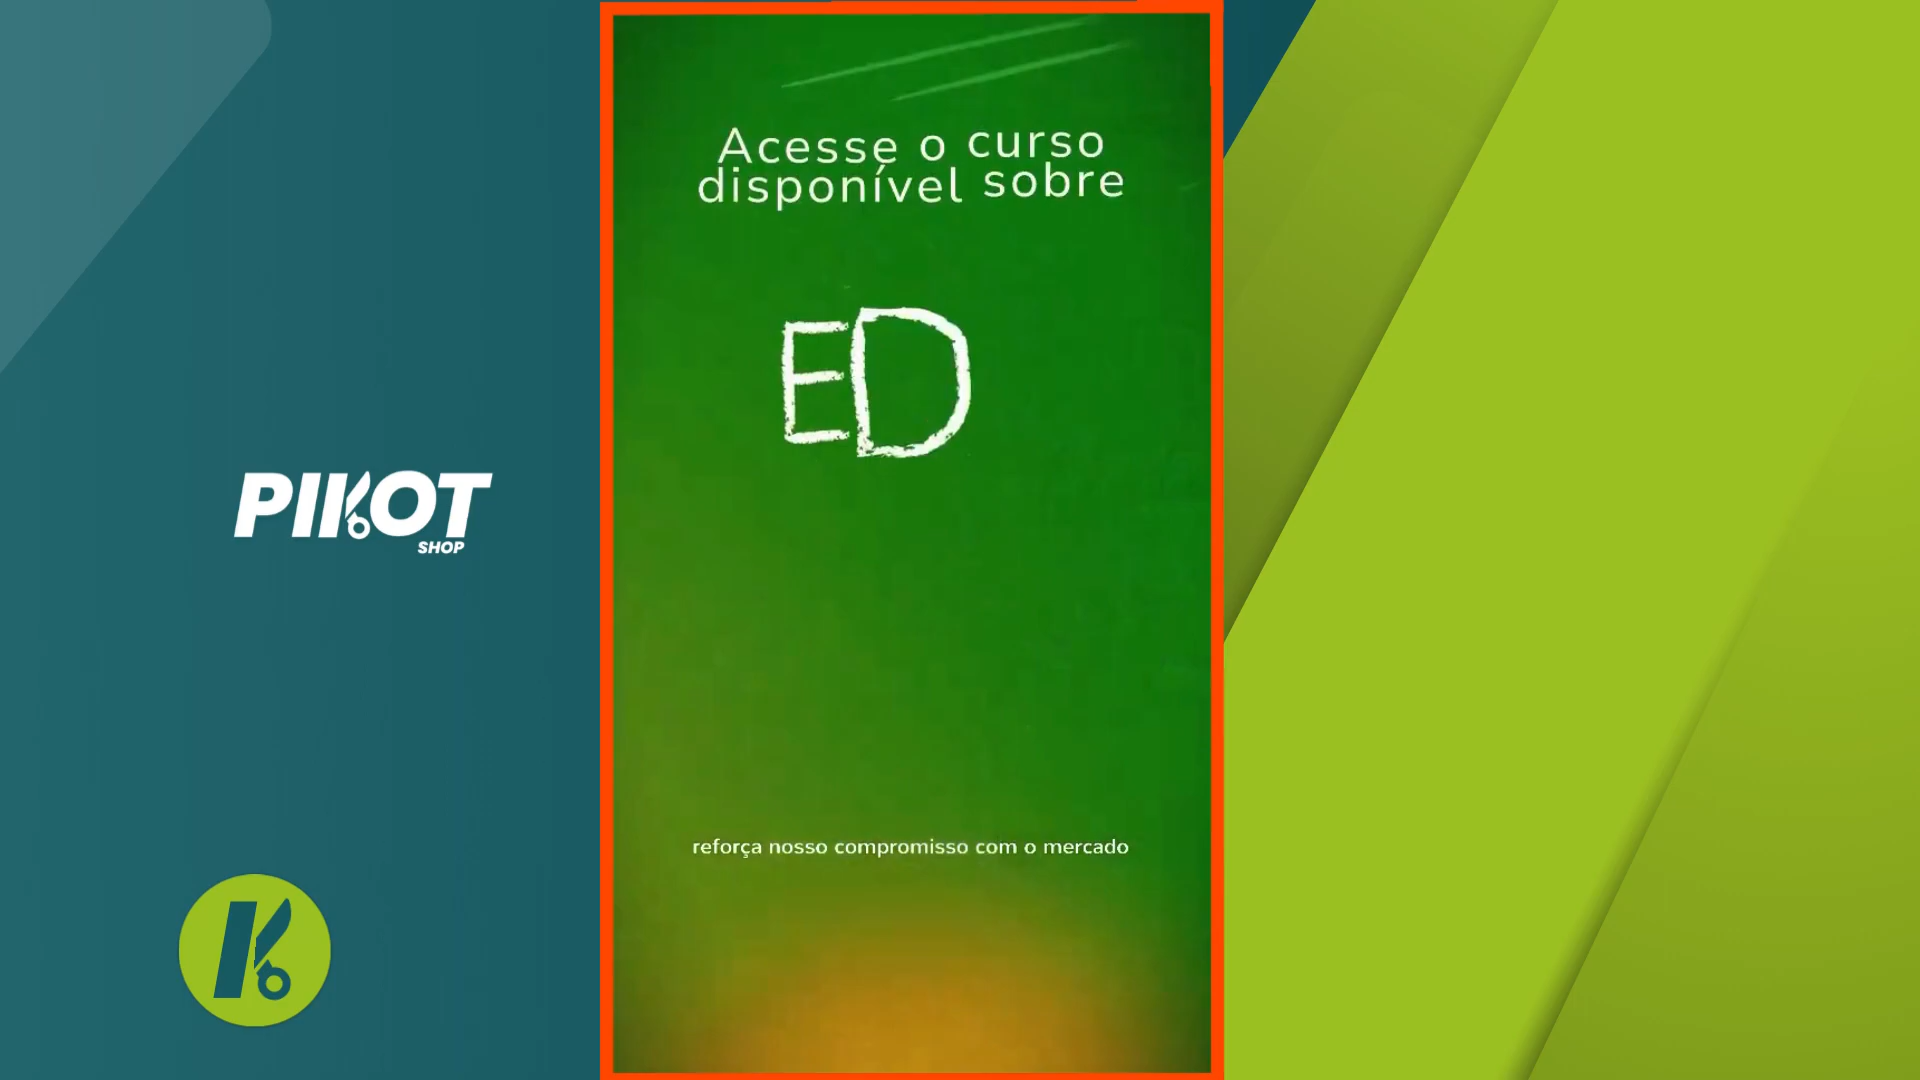 Acesse o curso
disponível sobre
ED
PIKOT
SHOP
reforça nosso compromisso com o mercado
K